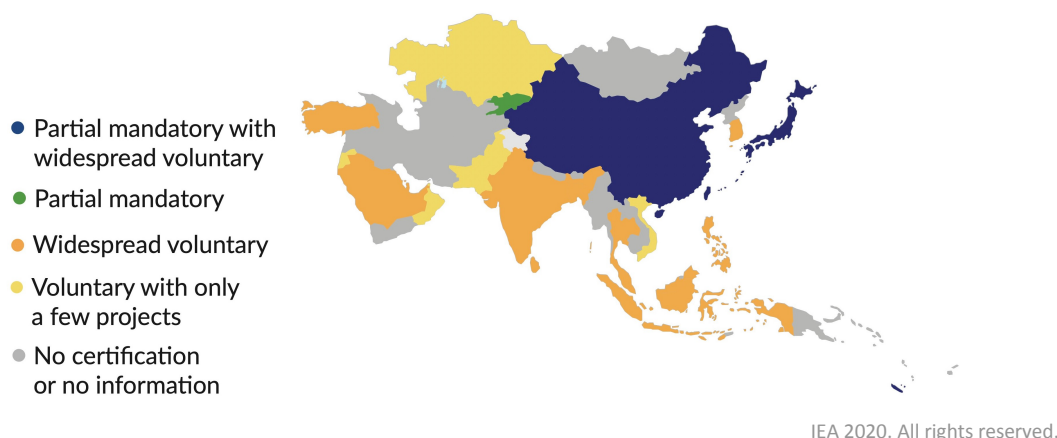 Partial mandatory with
widespread voluntary
Partial mandatory
Widespread voluntary
Voluntary with only
a few projects
No certification
or no information
IEA 2020. All rights reserved.